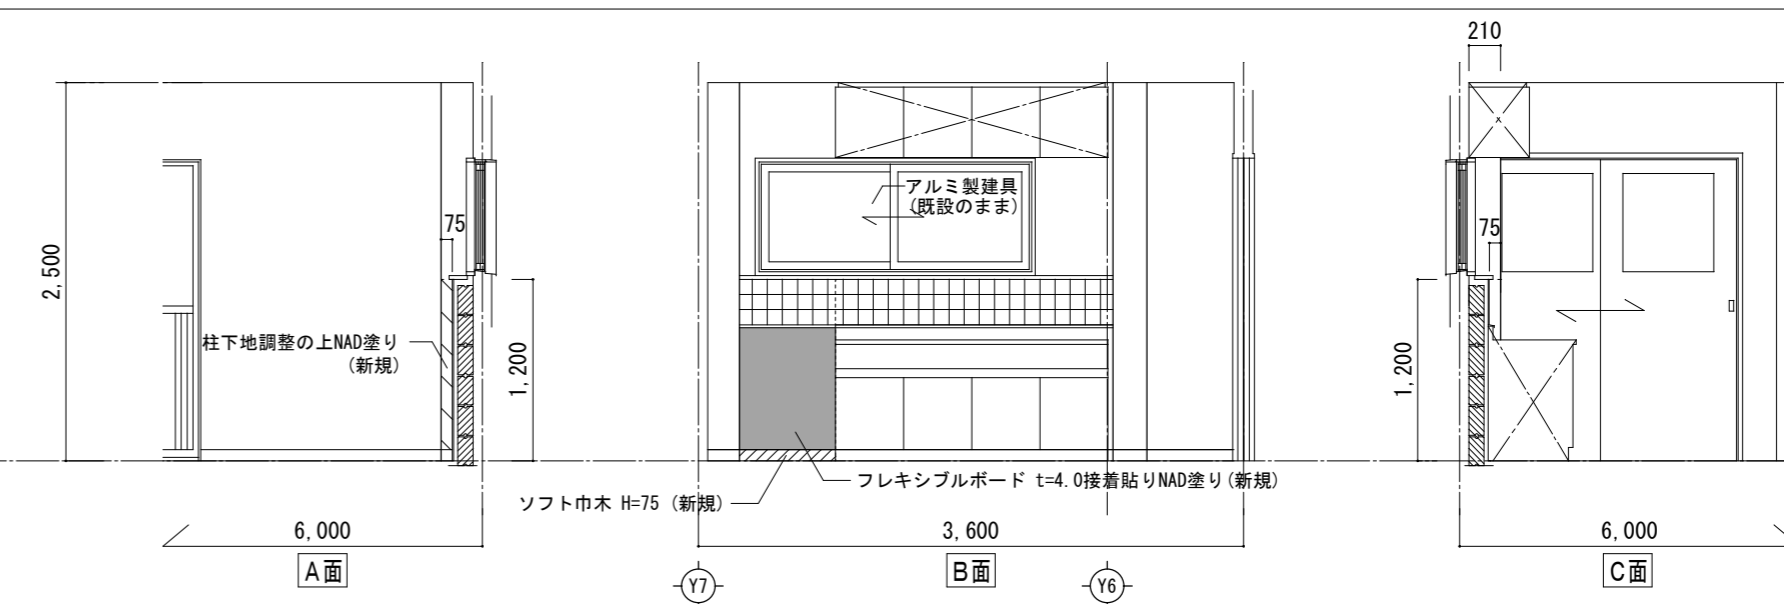 210
2,500
75
1,200
柱下地調整の上NAD塗り
(新規)
6,000
A面
アルミ製建具
(既設のまま)
フレキシブルボード t=4.0接着貼りNAD塗り(新規)
ソフト巾木 H=75 (新規)
3,600
Y7
B面
Y6
75
1,200
6,000
C面